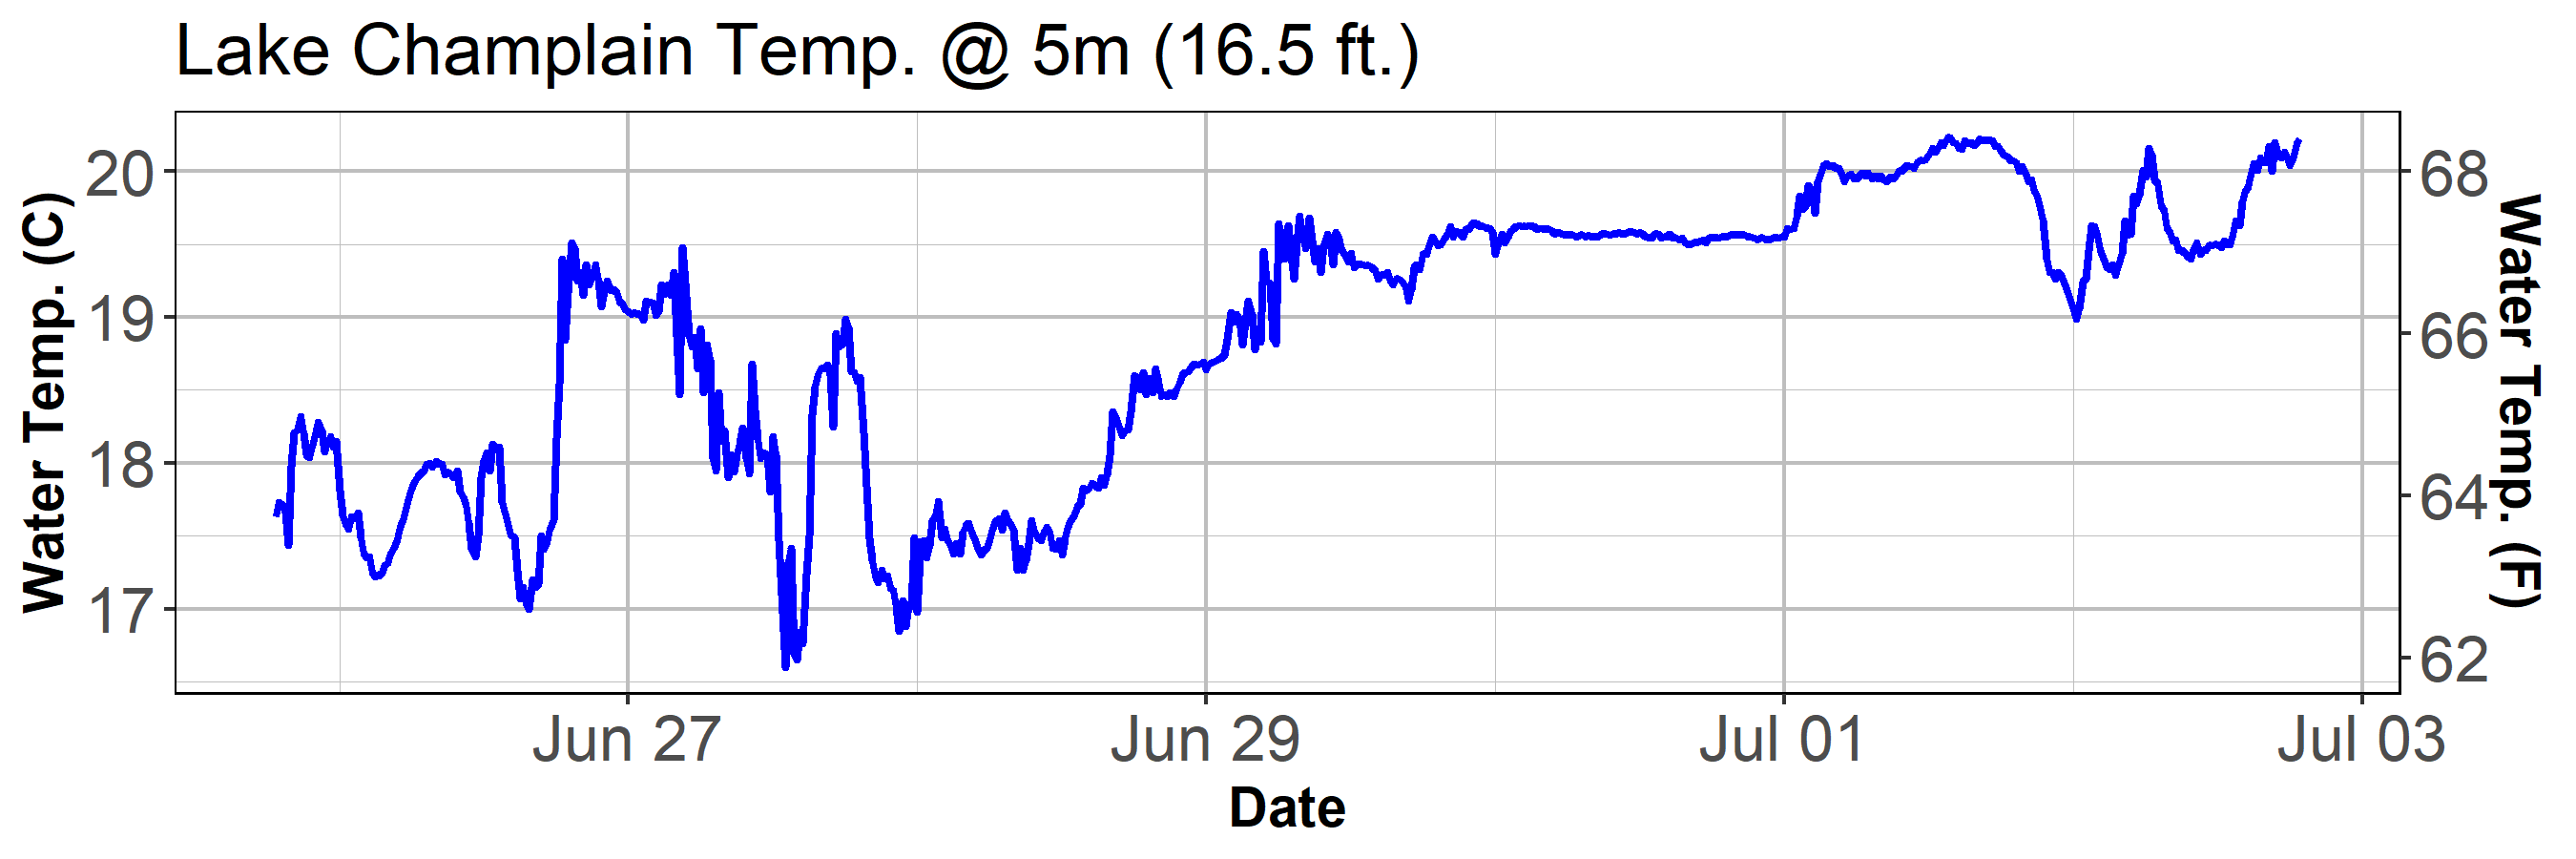 Lake Champlain Temp. @ 5m (16.5 ft.)
Water Temp. (C)
20
19
18
17
68
66
64
62
Water Temp. (F)
Jun 27
Jun 29
Jul 01
Jul 03
Date